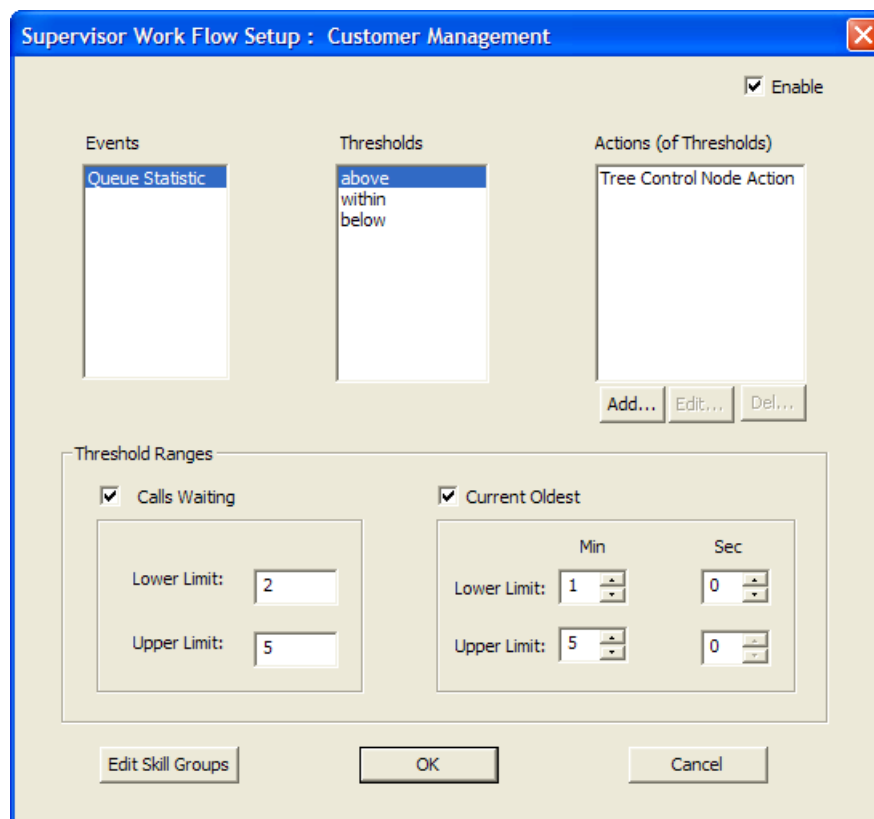 Supervisor Work Flow Setup :  Customer Management
Enable
Events
Thresholds
Actions (of Thresholds)
Queue Statistic
above
within
below
Tree Control Node Action
Add...
Edit...
Del...
Threshold Ranges
Calls Waiting
Current Oldest
Min
Sec
Lower Limit:
2
Lower Limit:
1
0
Upper Limit:
5
Upper Limit:
5
0
Edit Skill Groups
OK
Cancel